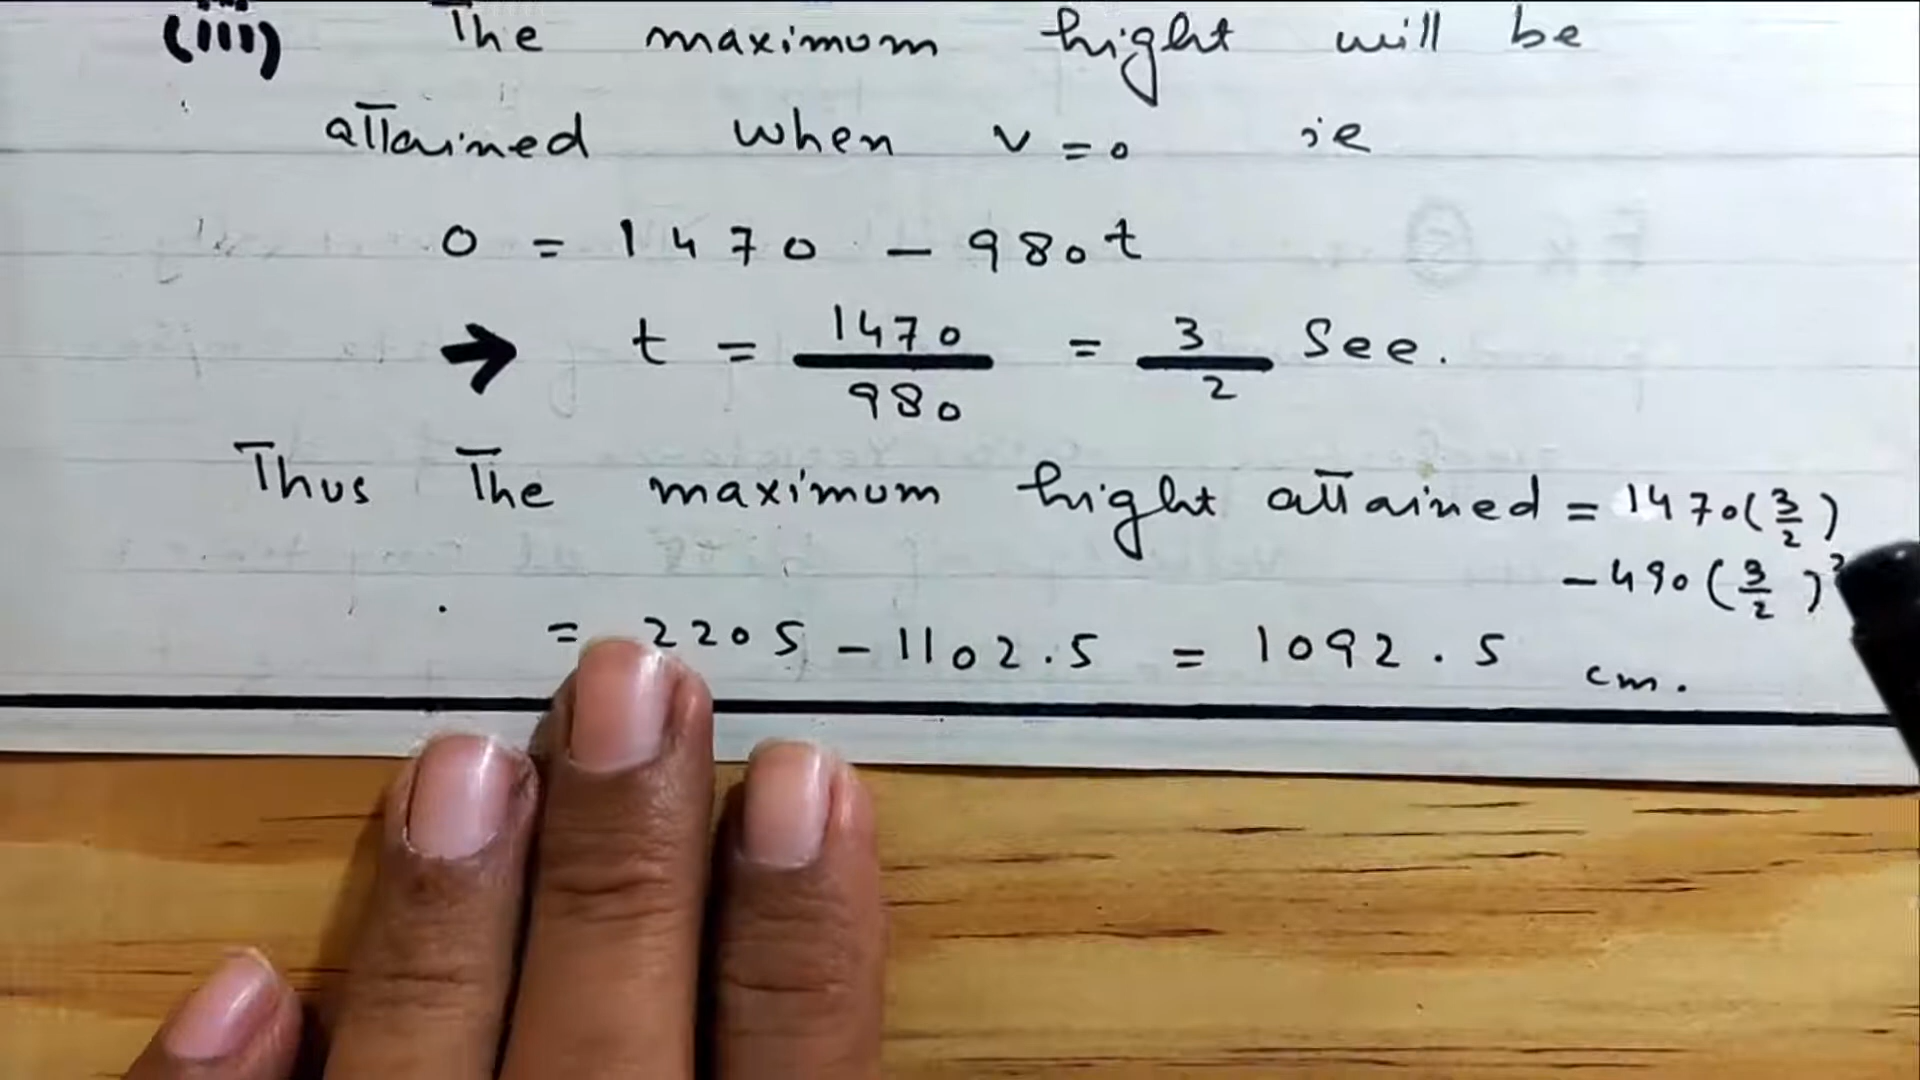 (iii) The maximum hight will be
attained when v = 0 ie
0 = 1470 - 980t
→ t = 1470/980 = 3/2 See.
Thus The maximum hight attained = 1470(3/2)
- 490(3/2)²
= 2205 - 1102.5 = 1092.5 cm.